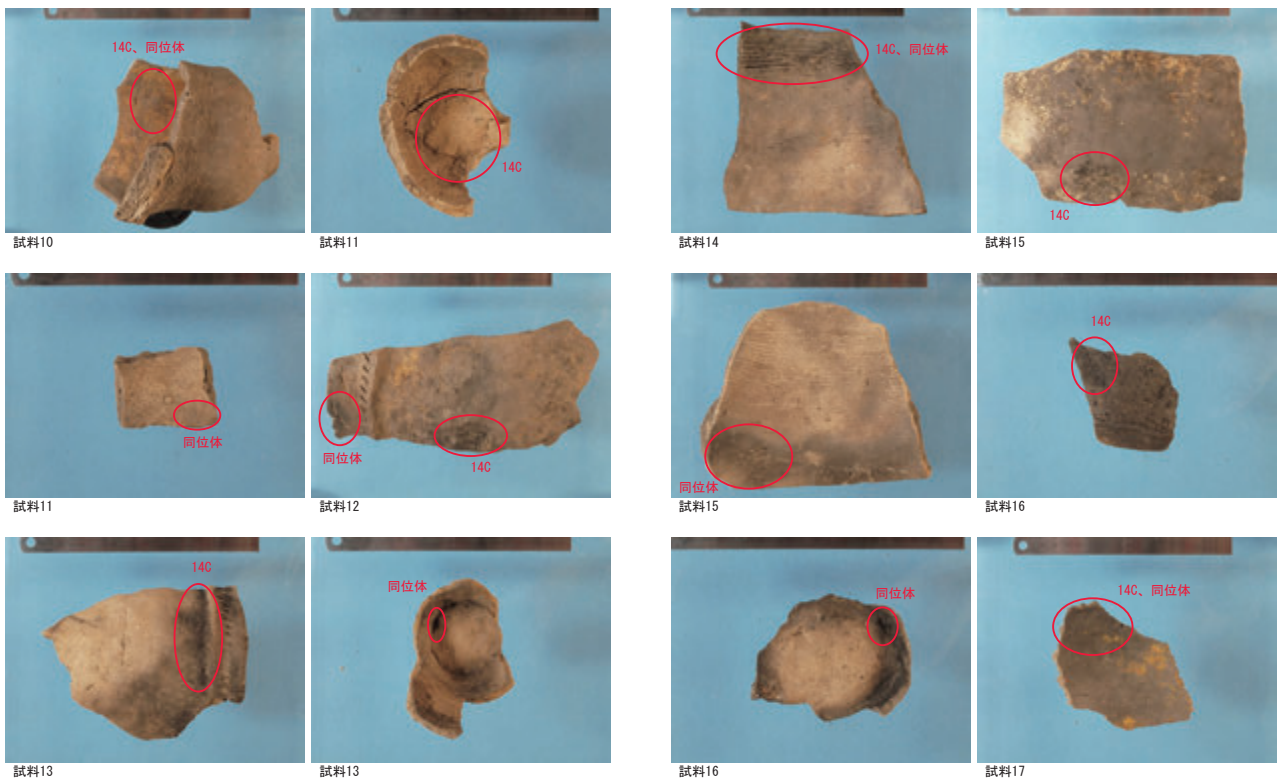 14C、同位体
試料10
14C
試料11
14C、同位体
試料14
14C
試料15
同位体
試料11
同位体
14C
試料12
同位体
試料15
14C
試料16
14C
試料13
同位体
試料13
同位体
試料16
14C、同位体
試料17